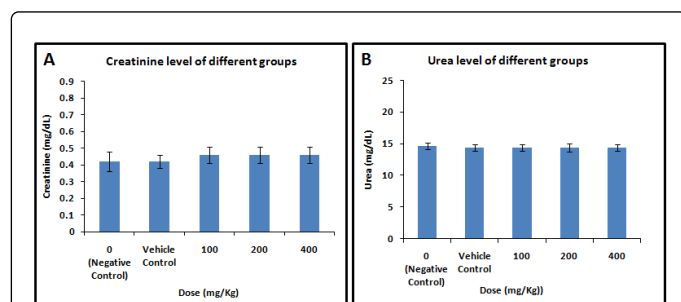 A
Creatinine level of different groups
Creatinine (mg/dL)
0.9
0.8
0.7
0.6
0.5
0.4
0.3
0.2
0.1
0
0 (Negative Control)
Vehicle Control
100
200
400
Dose (mg/Kg)
B
Urea level of different groups
Urea (mg/dL)
25
20
15
10
5
0
0 (Negative Control)
Vehicle Control
100
200
400
Dose (mg/Kg))